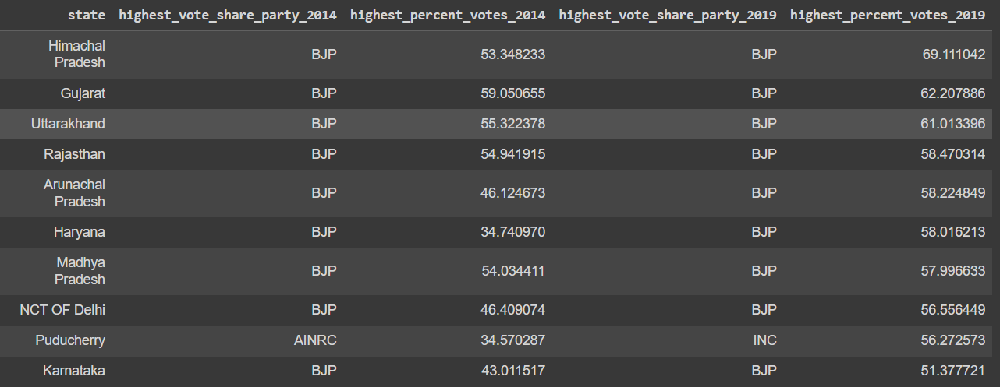 state highest_vote_share_party_2014 highest_percent_votes_2014 highest_vote_share_party_2019 highest_percent_votes_2019
Himachal
Pradesh BJP 53.348233 BJP 69.111042
Gujarat BJP 59.050655 BJP 62.207886
Uttarakhand BJP 55.322378 BJP 61.013396
Rajasthan BJP 54.941915 BJP 58.470314
Arunachal
Pradesh BJP 46.124673 BJP 58.224849
Haryana BJP 34.740970 BJP 58.016213
Madhya
Pradesh BJP 54.034411 BJP 57.996633
NCT OF Delhi BJP 46.409074 BJP 56.556449
Puducherry AINRC 34.570287 INC 56.272573
Karnataka BJP 43.011517 BJP 51.377721